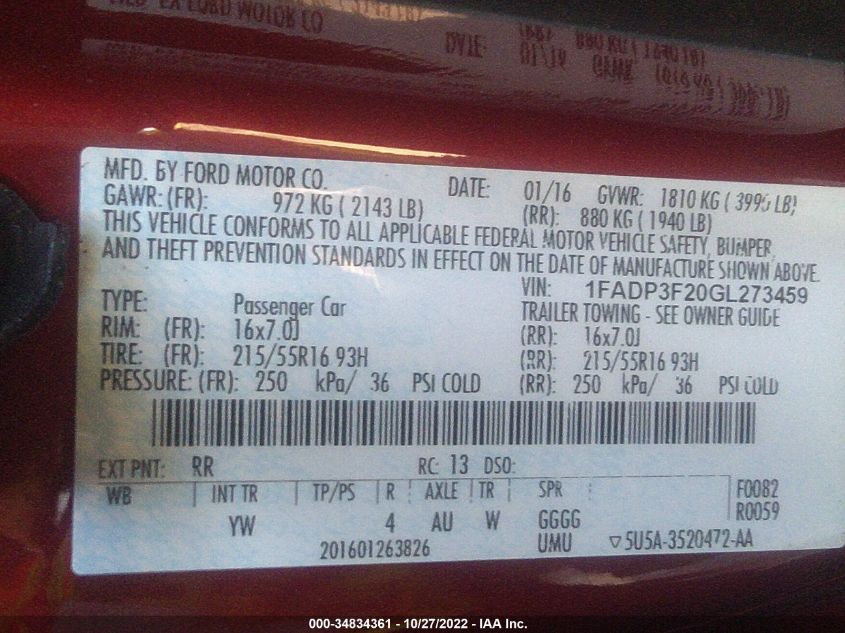 MFD. BY FORD MOTOR CO.
DATE: 01/16 GVWR: 1810 KG ( 3990 LB)
GAWR: (FR): 972 KG ( 2143 LB) (RR): 880 KG ( 1940 LB)
THIS VEHICLE CONFORMS TO ALL APPLICABLE FEDERAL MOTOR VEHICLE SAFETY, BUMPER,
AND THEFT PREVENTION STANDARDS IN EFFECT ON THE DATE OF MANUFACTURE SHOWN ABOVE.
VIN: 1FADP3F20GL273459
TYPE: Passenger Car TRAILER TOWING - SEE OWNER GUIDE
RIM: (FR): 16x7.0J (RR): 16x7.0J
TIRE: (FR): 215/55R16 93H (RR): 215/55R16 93H
PRESSURE: (FR): 250 kPa/ 36 PSI COLD (RR): 250 kPa/ 36 PSI COLD
EXT PNT: RR RC: 13 DSO:
WB INT TR TP/PS R AXLE TR SPR F0082
YW 4 AU W GGGG R0059
201601263826 UMU ▽5U5A-3520472-AA
000-34834361 - 10/27/2022 - IAA Inc.